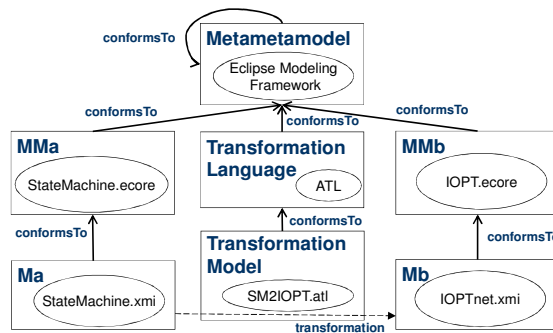 conformsTo
Metametamodel
Eclipse Modeling
Framework
conformsTo
conformsTo
conformsTo
MMa
StateMachine.ecore
Transformation
Language
ATL
MMb
IOPT.ecore
conformsTo
conformsTo
conformsTo
Ma
StateMachine.xmi
Transformation
Model
SM2IOPT.atl
Mb
IOPTnet.xmi
transformation